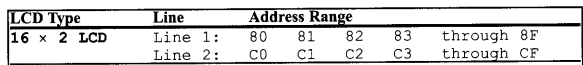 LCD Type Line Address Range
16 × 2 LCD Line 1: 80 81 82 83 through 8F
Line 2: C0 C1 C2 C3 through CF